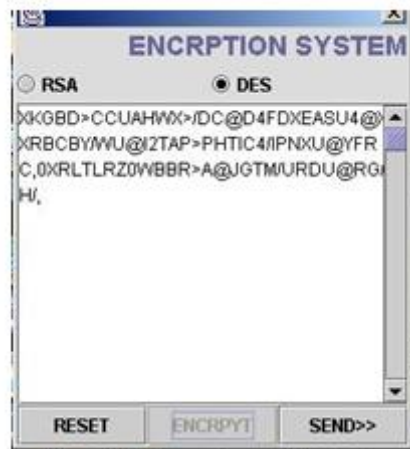 ENCRPTION SYSTEM
RSA DES
XKGBD>CCUAHWX>/DC@D4FDXEASU4@X
XRBCBY/WU@I2TAP>PHTIC4/IPNXU@YFR
C,0XRLTLRZ0WBBR>A@JGTM/URDU@RG/
H/,
RESET ENCRPYT SEND>>